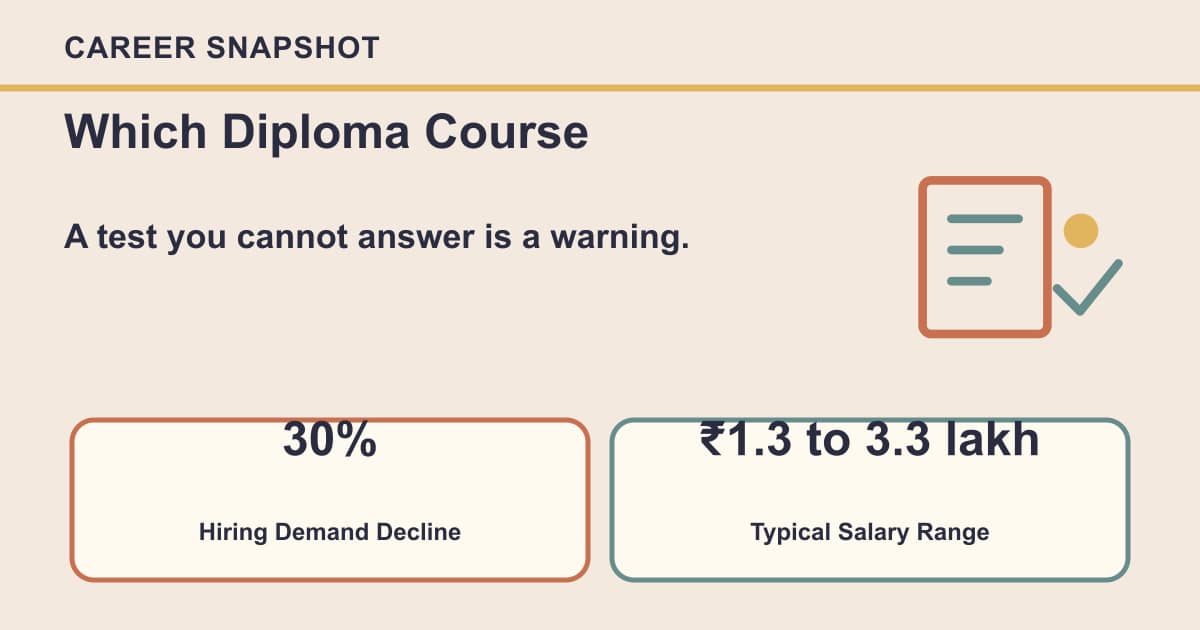 CAREER SNAPSHOT
Which Diploma Course
A test you cannot answer is a warning.
30%
Hiring Demand Decline
₹1.3 to 3.3 lakh
Typical Salary Range